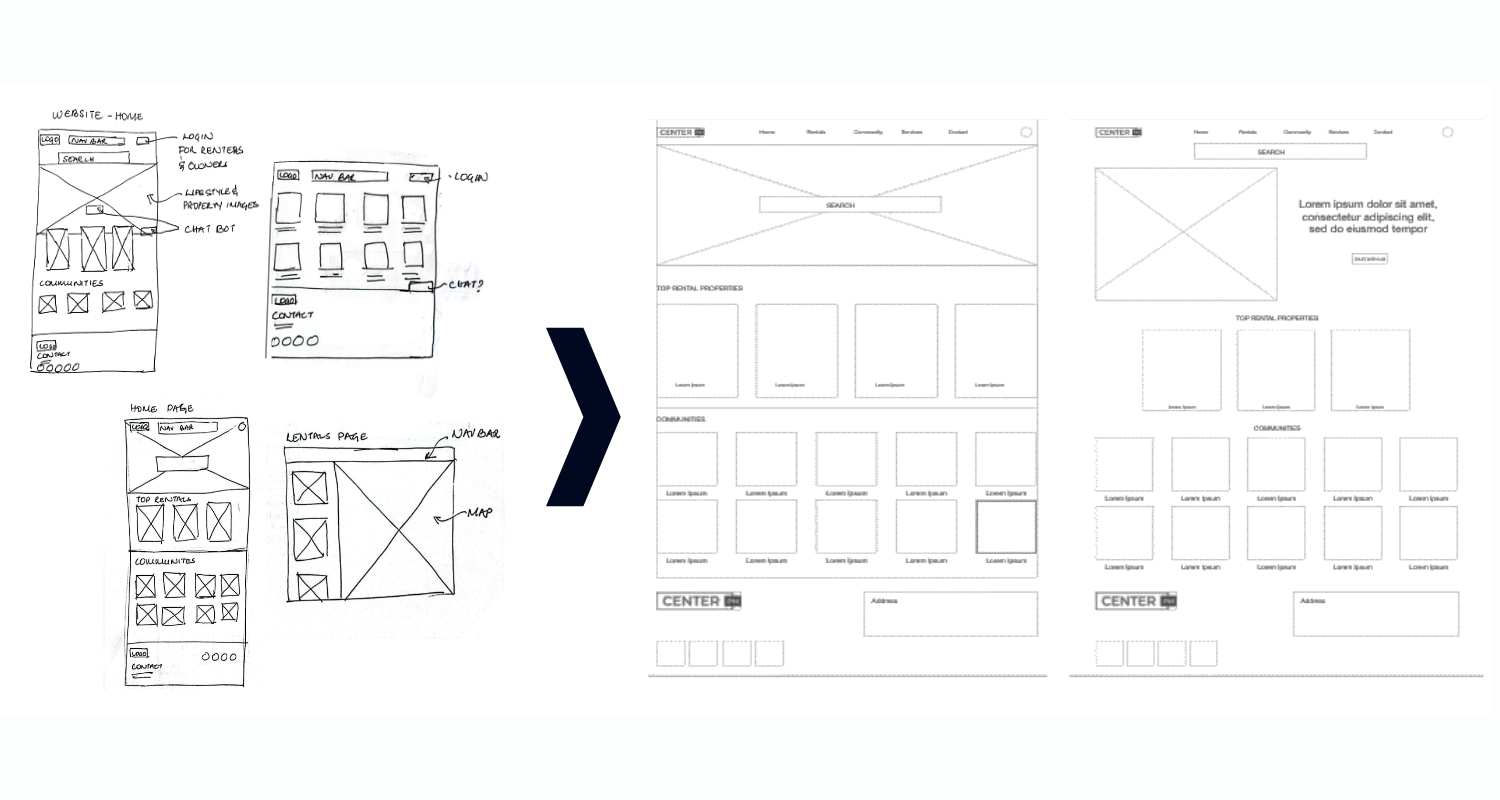 WEBSITE - HOME
LOGO
NAV BAR
SEARCH
LOGIN
FOR RENTERS
& OWNERS
LIFESTYLE &
PROPERTY IMAGES
CHAT BOT
COMMUNITIES
LOGO
CONTACT
LOGO
NAV BAR
LOGIN
CHAT?
LOGO
CONTACT
HOME PAGE
LOGO
NAV BAR
TOP RENTALS
COMMUNITES
LOGO
CONTACT
RENTALS PAGE
NAV BAR
MAP
CENTER
Home Rentals Community Services Contact
SEARCH
TOP RENTAL PROPERTIES
Lorem Ipsum Lorem Ipsum Lorem Ipsum Lorem Ipsum
COMMUNITIES
Lorem Ipsum Lorem Ipsum Lorem Ipsum Lorem Ipsum Lorem Ipsum
Lorem Ipsum Lorem Ipsum Lorem Ipsum Lorem Ipsum Lorem Ipsum
CENTER
Address
CENTER
Home Rentals Community Services Contact
SEARCH
Lorem ipsum dolor sit amet,
consectetur adipiscing elit,
sed do eiusmod tempor
TOP RENTAL PROPERTIES
Lorem Ipsum Lorem Ipsum Lorem Ipsum
COMMUNITIES
Lorem Ipsum Lorem Ipsum Lorem Ipsum Lorem Ipsum Lorem Ipsum
Lorem Ipsum Lorem Ipsum Lorem Ipsum Lorem Ipsum Lorem Ipsum
CENTER
Address